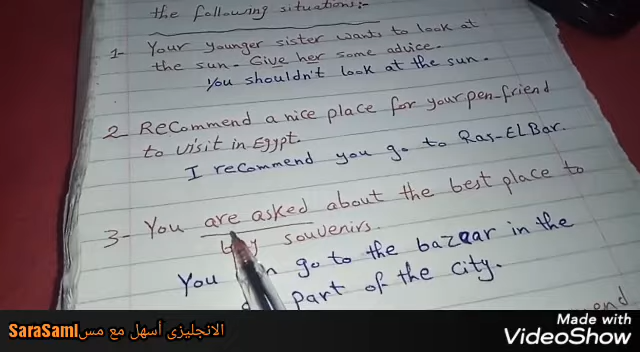 the following situations:-
1- Your younger sister wants to look at
the sun. Give her some advice.
You shouldn't look at the sun.
2- Recommend a nice place for your pen-friend
to visit in Egypt.
I recommend you go to Ras-ELBar.
3- You are asked about the best place to
souvenirs.
You go to the bazaar in the
part of the city.
الانجليزى أسهل مع مس SaraSami
Made with
VideoShow